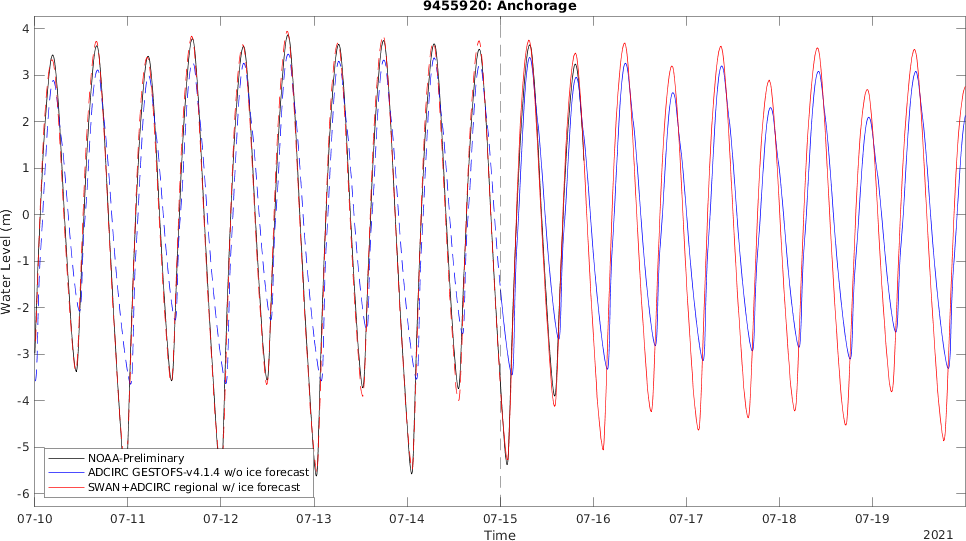 9455920: Anchorage
4
3
2
1
0
-1
-2
-3
-4
-5
-6
Water Level (m)
NOAA-Preliminary
ADCIRC GESTOFS-v4.1.4 w/o ice forecast
SWAN+ADCIRC regional w/ ice forecast
07-10 07-11 07-12 07-13 07-14 07-15 07-16 07-17 07-18 07-19
Time
2021